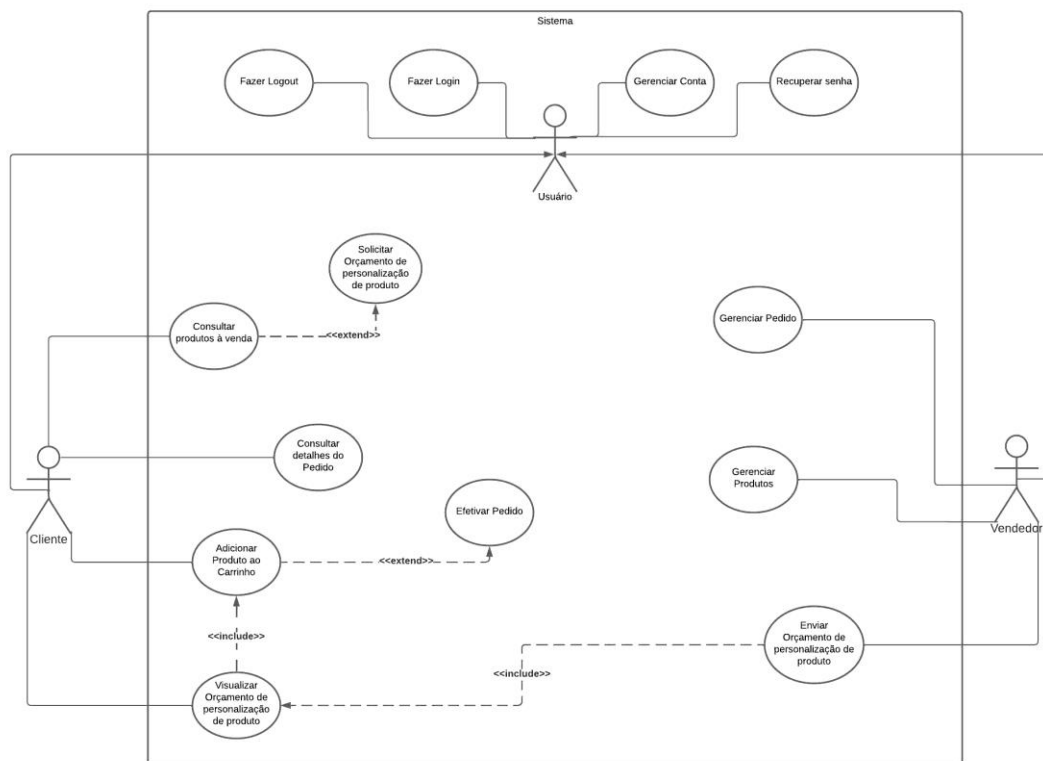 Sistema
Fazer Logout
Fazer Login
Gerenciar Conta
Recuperar senha
Usuário
Solicitar
Orçamento de
personalização
de produto
Consultar
produtos à venda
<<extend>>
Gerenciar Pedido
Consultar
detalhes do
Pedido
Gerenciar
Produtos
Cliente
Vendedor
Efetivar Pedido
Adicionar
Produto ao
Carrinho
<<extend>>
<<include>>
Enviar
Orçamento de
personalização de
produto
<<include>>
Visualizar
Orçamento de
personalização
de produto